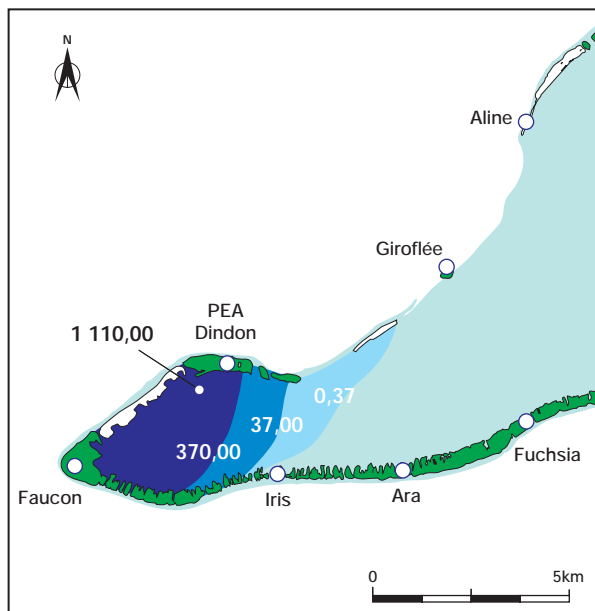 N
Aline
Giroflée
PEA
Dindon
1 110,00
0,37
37,00
370,00
Faucon
Iris
Ara
Fuchsia
0
5km